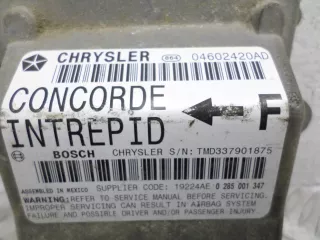 CHRYSLER 064 04602420AD
CONCORDE
INTREPID F
BOSCH CHRYSLER S/N: TMD337901875
ASSEMBLED IN MEXICO SUPPLIER CODE: 19224AE 0 285 001 347
WARNING: REFER TO SERVICE MANUAL BEFORE SERVICING.
IMPROPER SERVICING CAN RESULT IN AIRBAG SYSTEM
FAILURE AND POSSIBLE DRIVER AND/OR PASSENGER INJURY